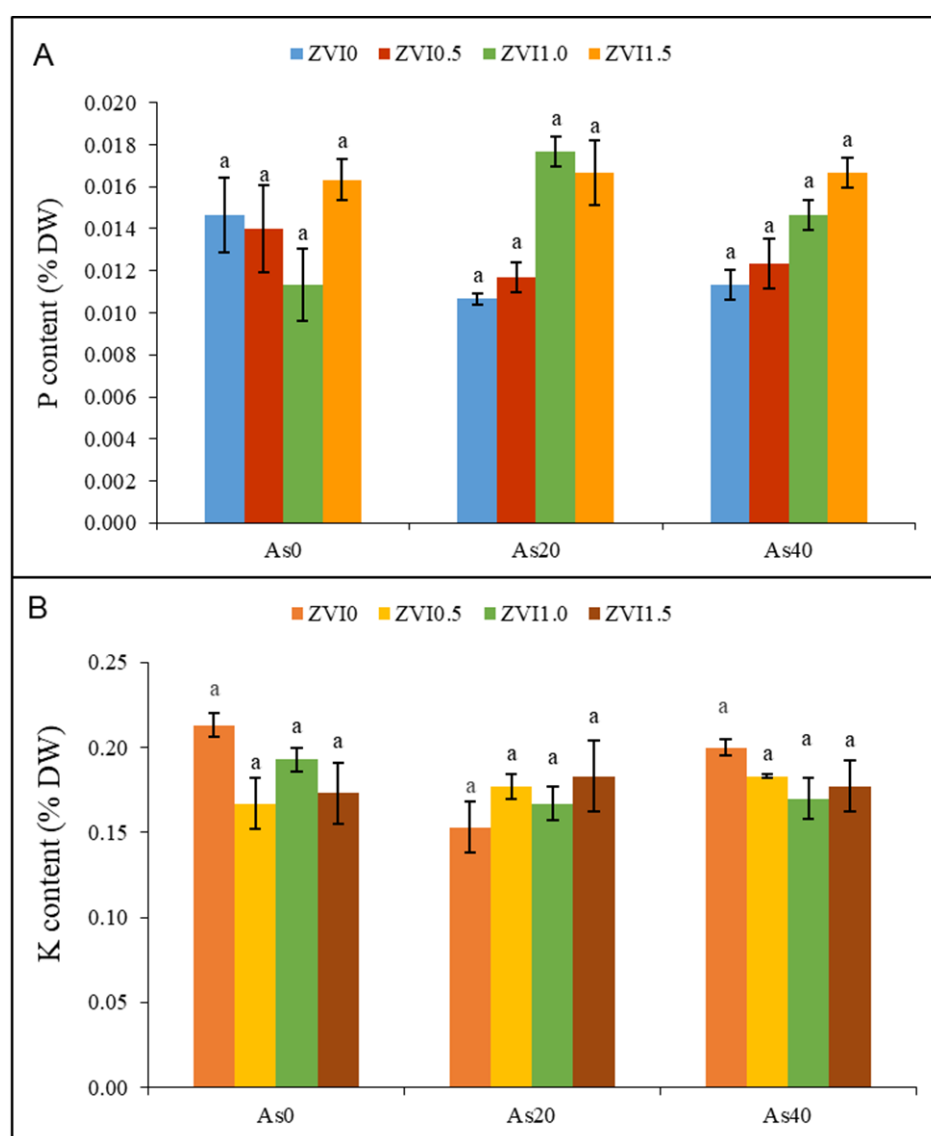 A
ZVI0 ZVI0.5 ZVI1.0 ZVI1.5
P content (% DW)
0.020
0.018
0.016
0.014
0.012
0.010
0.008
0.006
0.004
0.002
0.000
a a a a a a a a a a a a
As0 As20 As40
B
ZVI0 ZVI0.5 ZVI1.0 ZVI1.5
K content (% DW)
0.25
0.20
0.15
0.10
0.05
0.00
a a a a a a a a a a a a
As0 As20 As40